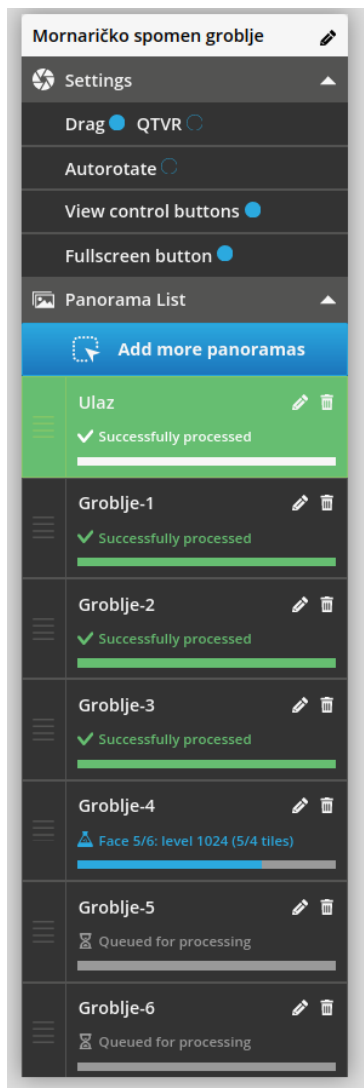 Mornaričko spomen groblje
Settings
Drag QTVR
Autorotate
View control buttons
Fullscreen button
Panorama List
Add more panoramas
Ulaz
Successfully processed
Groblje-1
Successfully processed
Groblje-2
Successfully processed
Groblje-3
Successfully processed
Groblje-4
Face 5/6: level 1024 (5/4 tiles)
Groblje-5
Queued for processing
Groblje-6
Queued for processing